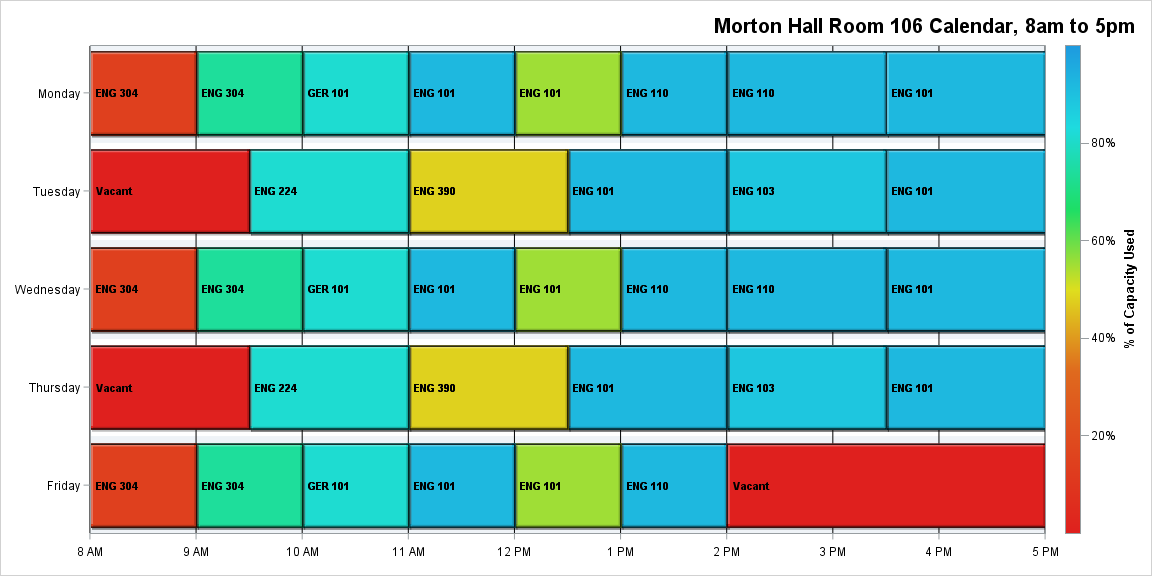 Morton Hall Room 106 Calendar, 8am to 5pm
Monday
ENG 304
ENG 304
GER 101
ENG 101
ENG 101
ENG 110
ENG 110
ENG 101
Tuesday
Vacant
ENG 224
ENG 390
ENG 101
ENG 103
ENG 101
Wednesday
ENG 304
ENG 304
GER 101
ENG 101
ENG 101
ENG 110
ENG 110
ENG 101
Thursday
Vacant
ENG 224
ENG 390
ENG 101
ENG 103
ENG 101
Friday
ENG 304
ENG 304
GER 101
ENG 101
ENG 101
ENG 110
Vacant
8 AM
9 AM
10 AM
11 AM
12 PM
1 PM
2 PM
3 PM
4 PM
5 PM
80%
60%
40%
20%
% of Capacity Used